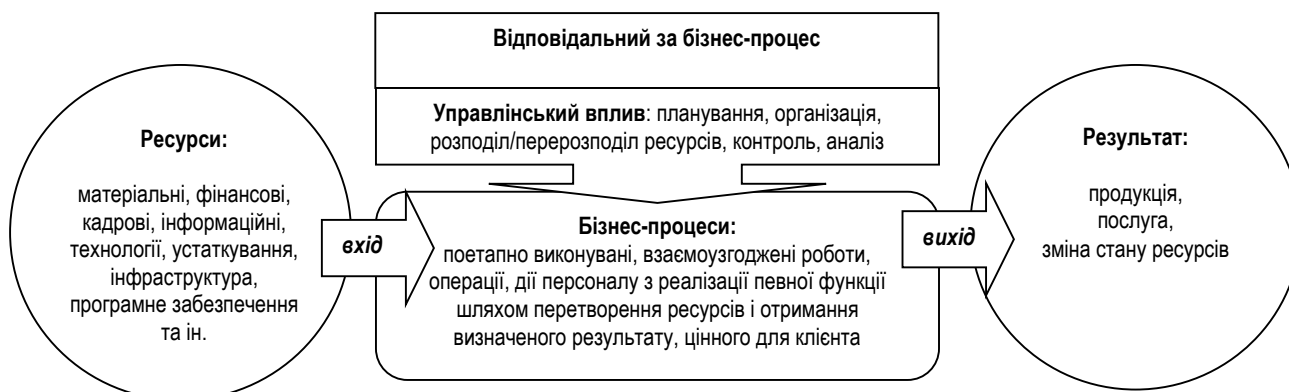 Відповідальний за бізнес-процес
Управлінський вплив: планування, організація,
розподіл/перерозподіл ресурсів, контроль, аналіз
Ресурси:
матеріальні, фінансові,
кадрові, інформаційні,
технології, устаткування,
інфраструктура,
програмне забезпечення
та ін.
вхід
Бізнес-процеси:
поетапно виконувані, взаємоузгоджені роботи,
операції, дії персоналу з реалізації певної функції
шляхом перетворення ресурсів і отримання
визначеного результату, цінного для клієнта
вихід
Результат:
продукція,
послуга,
зміна стану ресурсів